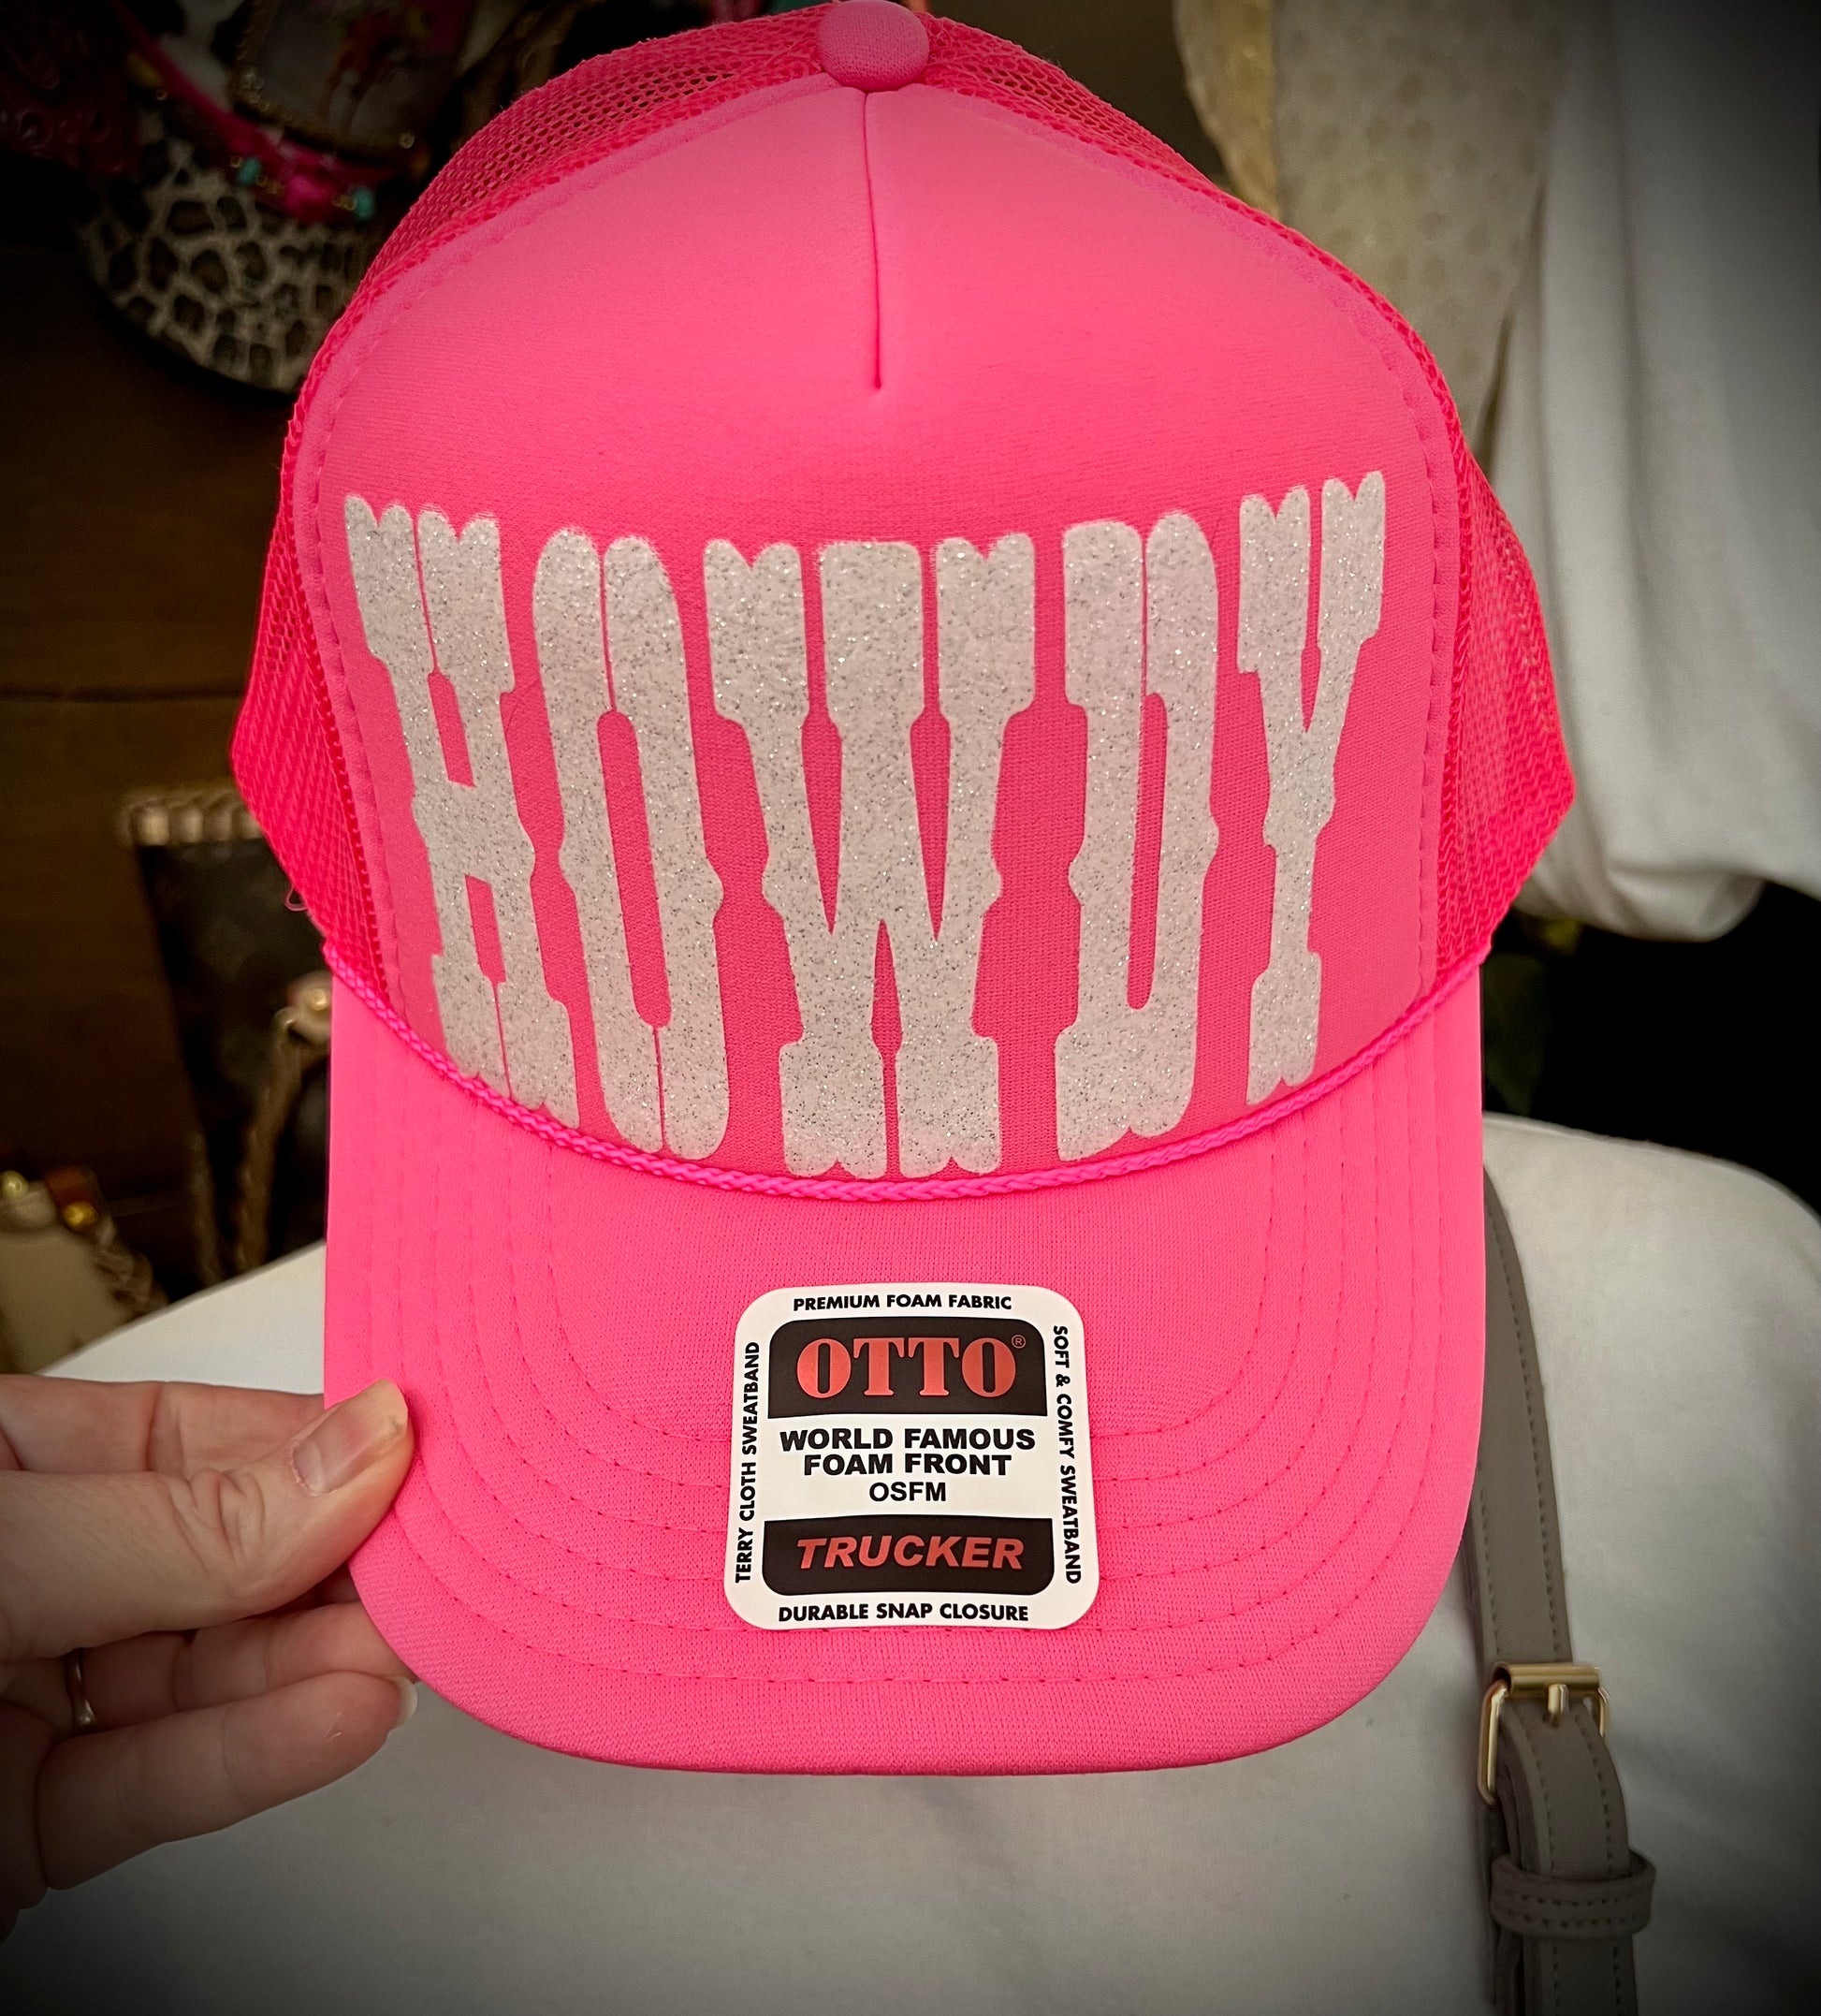 HOWDY
PREMIUM FOAM FABRIC
OTTO®
WORLD FAMOUS
FOAM FRONT
OSFM
TRUCKER
DURABLE SNAP CLOSURE
TERRY CLOTH SWEATBAND
SOFT & COMFY SWEATBAND